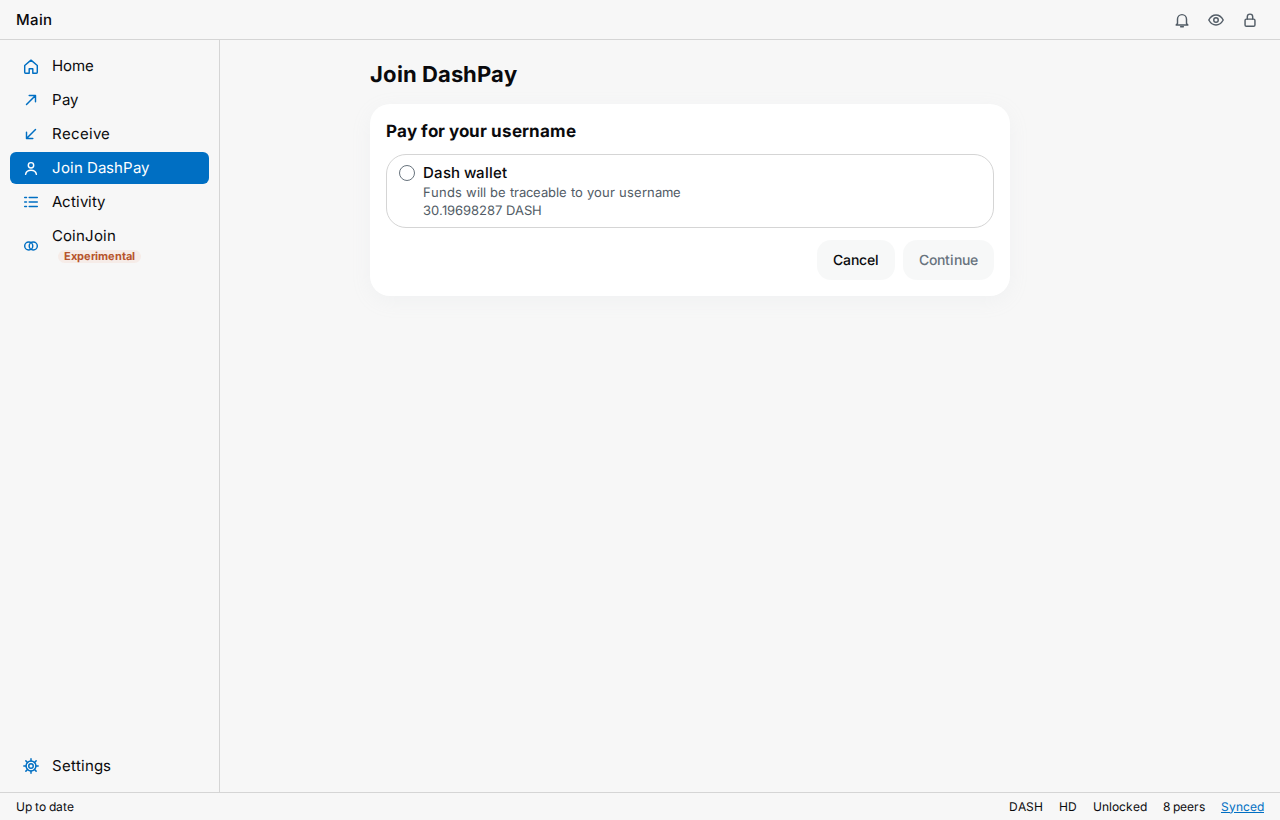 Main
Home
Pay
Receive
Join DashPay
Activity
CoinJoin
Experimental
Settings
Join DashPay
Pay for your username
Dash wallet
Funds will be traceable to your username
30.19698287 DASH
Cancel
Continue
Up to date
DASH
HD
Unlocked
8 peers
Synced